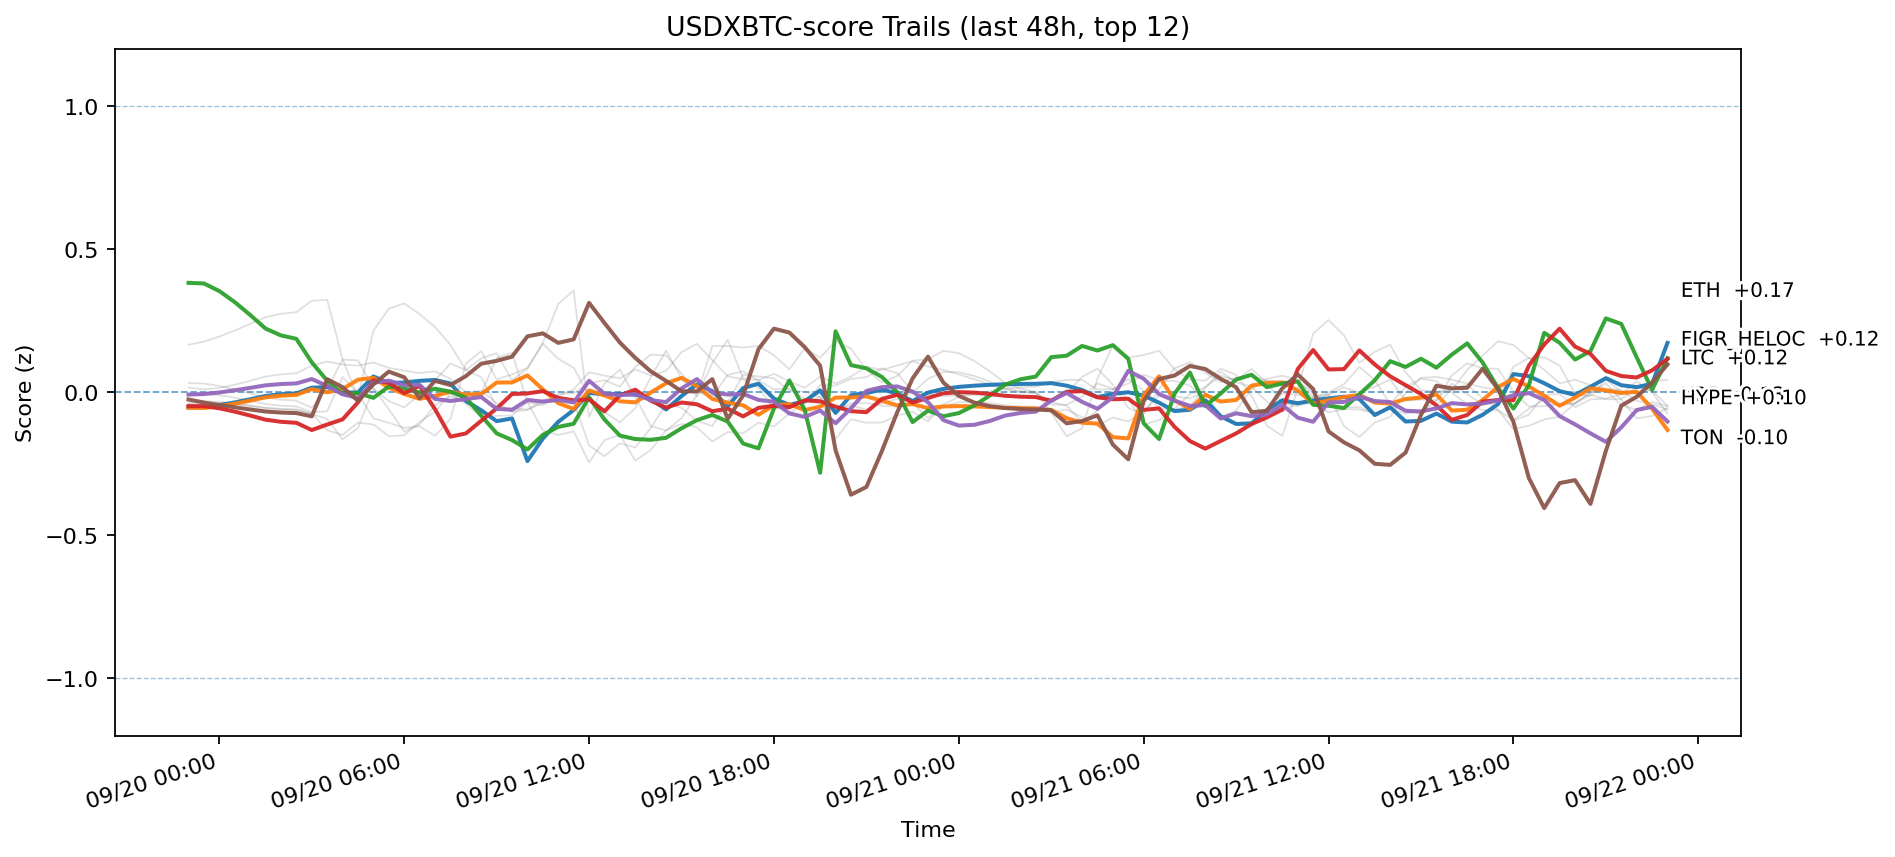 USDXBTC-score Trails (last 48h, top 12)
Score (z)
1.0
0.5
0.0
−0.5
−1.0
ETH +0.17
FIGR_HELOC +0.12
LTC +0.12
HYPE +0.10
TON -0.10
09/20 00:00
09/20 06:00
09/20 12:00
09/20 18:00
09/21 00:00
09/21 06:00
09/21 12:00
09/21 18:00
09/22 00:00
Time